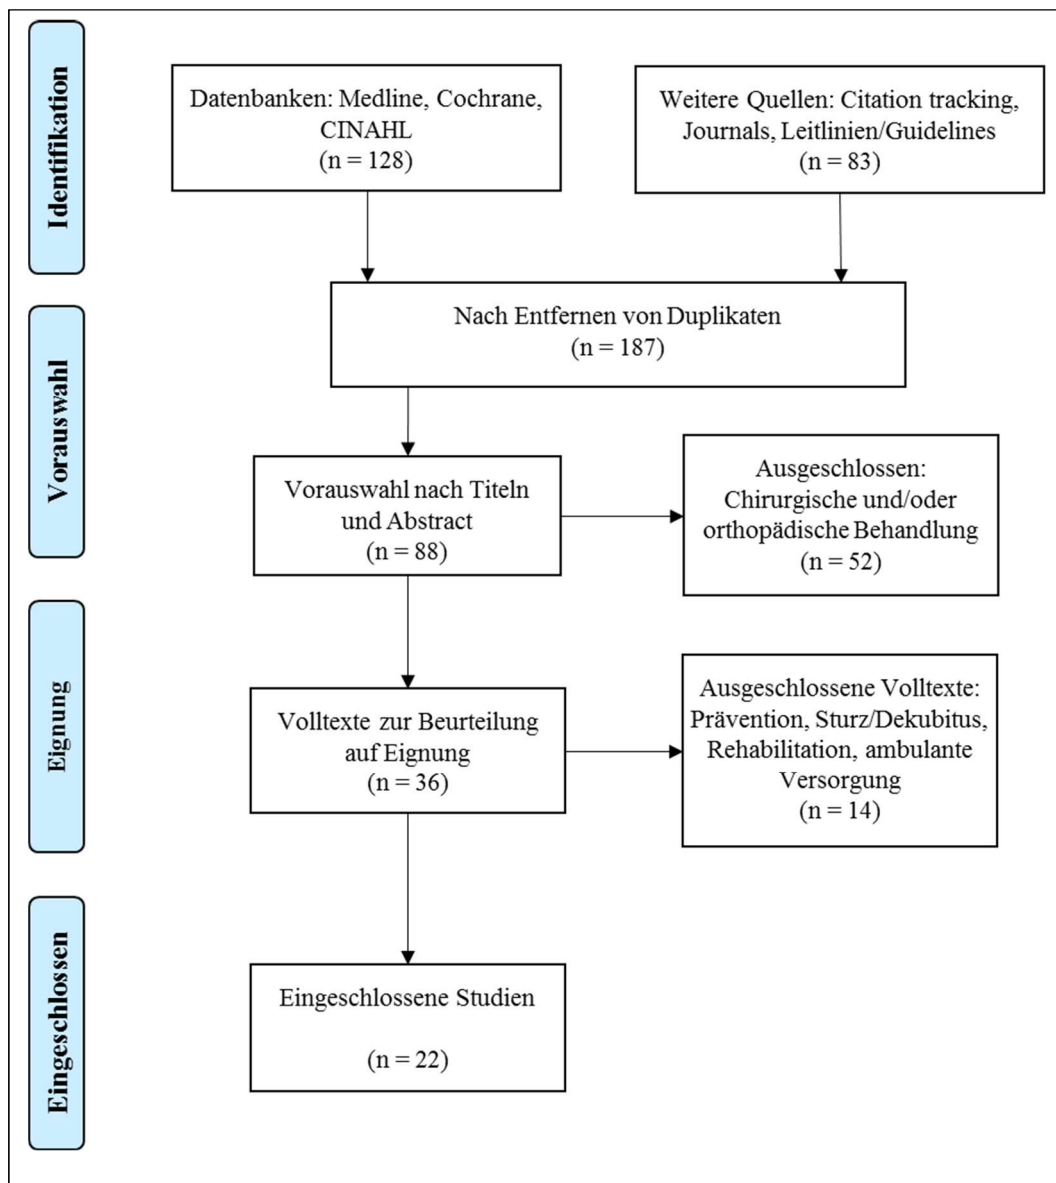 Identifikation
Datenbanken: Medline, Cochrane,
CINAHL
(n = 128)
Weitere Quellen: Citation tracking,
Journals, Leitlinien/Guidelines
(n = 83)
Nach Entfernen von Duplikaten
(n = 187)
Vorauswahl
Vorauswahl nach Titeln
und Abstract
(n = 88)
Ausgeschlossen:
Chirurgische und/oder
orthopädische Behandlung
(n = 52)
Eignung
Volltexte zur Beurteilung
auf Eignung
(n = 36)
Ausgeschlossene Volltexte:
Prävention, Sturz/Dekubitus,
Rehabilitation, ambulante
Versorgung
(n = 14)
Eingeschlossen
Eingeschlossene Studien
(n = 22)